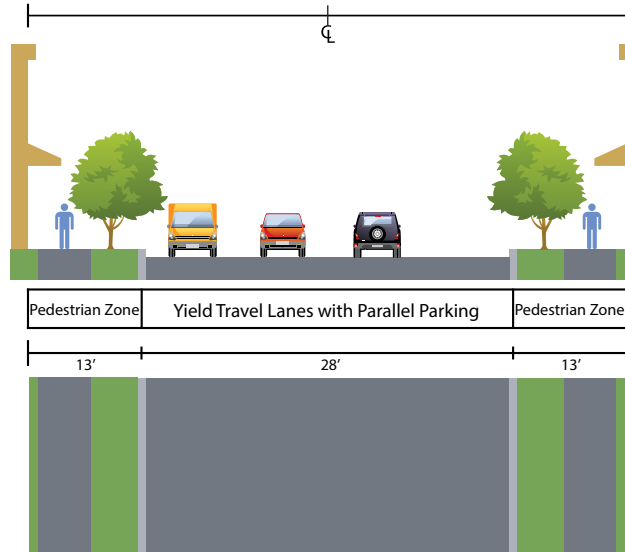 ℄
Pedestrian Zone
Yield Travel Lanes with Parallel Parking
Pedestrian Zone
13’
28’
13’